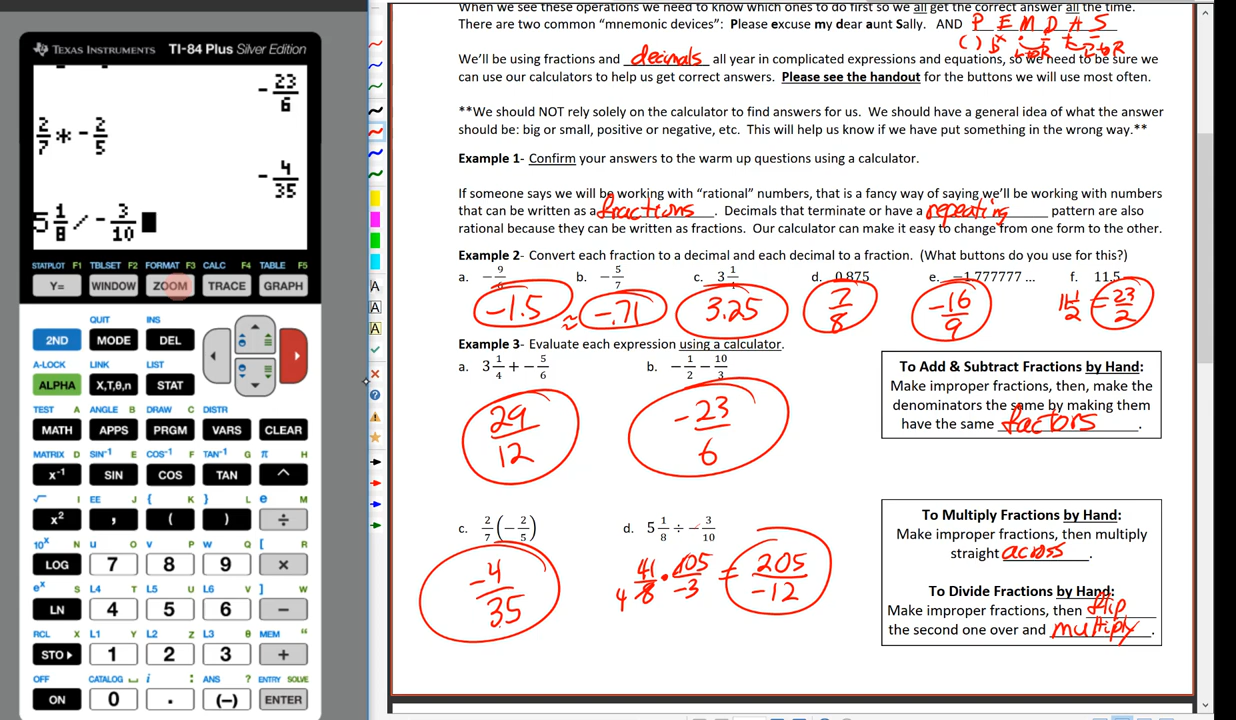 TEXAS INSTRUMENTS TI-84 Plus Silver Edition
- 23/6
2/7 * - 2/5
- 4/35
5 1/8 / - 3/10
STATPLOT F1 TBLSET F2 FORMAT F3 CALC F4 TABLE F5
Y= WINDOW ZOOM TRACE GRAPH
QUIT INS
2ND MODE DEL
A-LOCK LINK LIST
ALPHA X,T,θ,n STAT
TEST A ANGLE B DRAW C DISTR
MATH APPS PRGM VARS CLEAR
MATRIX D SIN⁻¹ E COS⁻¹ F TAN⁻¹ G π H
x⁻¹ SIN COS TAN ^
√ I EE J { K } L e M
x² , ( ) ÷
10ˣ N u O v P w Q [ R
LOG 7 8 9 ×
eˣ S L4 T L5 U L6 V ] W
LN 4 5 6 −
RCL X L1 Y L2 Z L3 θ MEM "
STO▸ 1 2 3 +
OFF CATALOG i : ANS ? ENTRY SOLVE
ON 0 . (−) ENTER
When we see these operations we need to know which ones to do first so we all get the correct answer all the time.
There are two common "mnemonic devices": Please excuse my dear aunt Sally. AND P E M D A S
We'll be using fractions and decimals all year in complicated expressions and equations, so we need to be sure we
can use our calculators to help us get correct answers. Please see the handout for the buttons we will use most often.
**We should NOT rely solely on the calculator to find answers for us. We should have a general idea of what the answer
should be: big or small, positive or negative, etc. This will help us know if we have put something in the wrong way.**
Example 1- Confirm your answers to the warm up questions using a calculator.
If someone says we will be working with "rational" numbers, that is a fancy way of saying we'll be working with numbers
that can be written as a fractions. Decimals that terminate or have a repeating pattern are also
rational because they can be written as fractions. Our calculator can make it easy to change from one form to the other.
Example 2- Convert each fraction to a decimal and each decimal to a fraction. (What buttons do you use for this?)
a. - 9/6 b. - 5/7 c. 3 1/4 d. 0.875 e. -1.777777 ... f. 11.5
-1.5 ≈ -.71 3.25 7/8 -16/9 11 1/2 = 23/2
Example 3- Evaluate each expression using a calculator.
a. 3 1/4 + - 5/6 b. - 1/2 - 10/3
29/12 -23/6
To Add & Subtract Fractions by Hand:
Make improper fractions, then, make the
denominators the same by making them
have the same factors.
c. 2/7 (- 2/5) d. 5 1/8 ÷ - 3/10
-4/35 4 41/8 · 105/-3 = 205/-12
To Multiply Fractions by Hand:
Make improper fractions, then multiply
straight across.
To Divide Fractions by Hand:
Make improper fractions, then flip
the second one over and multiply.